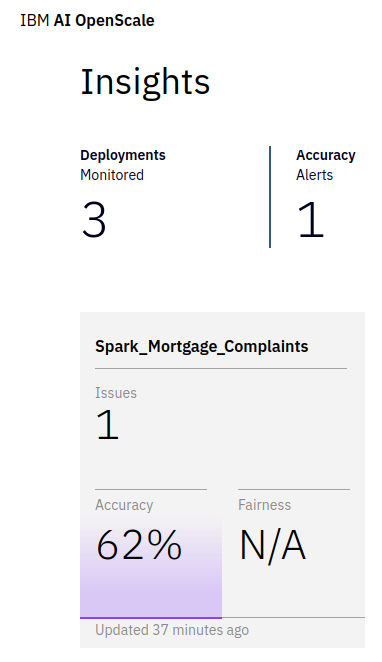 IBM AI OpenScale
Insights
Deployments
Monitored
3
Accuracy
Alerts
1
Spark_Mortgage_Complaints
Issues
1
Accuracy
62%
Fairness
N/A
Updated 37 minutes ago